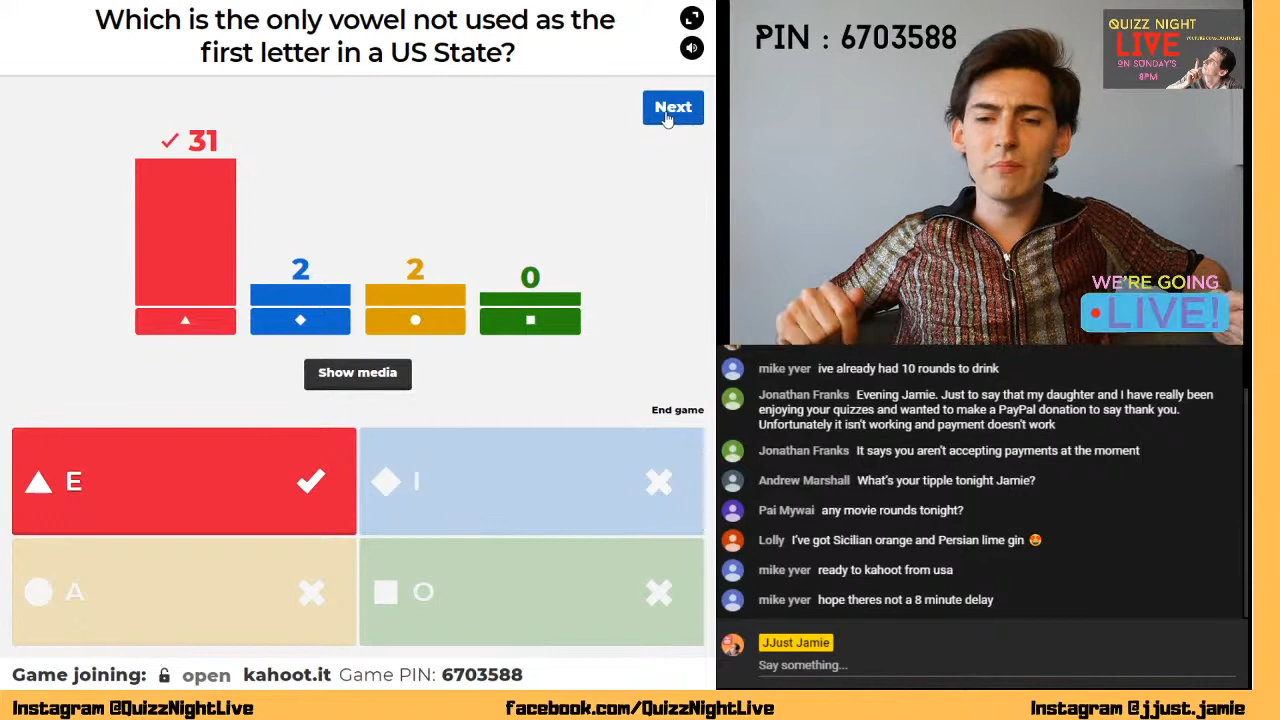 Which is the only vowel not used as the
first letter in a US State?
Next
31
2
2
0
Show media
End game
E
I
A
O
Game joining: open kahoot.it Game PIN: 6703588
PIN : 6703588
QUIZZ NIGHT
LIVE
ON SUNDAY'S
8PM
WE'RE GOING
LIVE!
mike yver ive already had 10 rounds to drink
Jonathan Franks Evening Jamie. Just to say that my daughter and I have really been
enjoying your quizzes and wanted to make a PayPal donation to say thank you.
Unfortunately it isn't working and payment doesn't work
Jonathan Franks It says you aren't accepting payments at the moment
Andrew Marshall What's your tipple tonight Jamie?
Pai Mywai any movie rounds tonight?
Lolly I've got Sicilian orange and Persian lime gin 🤩
mike yver ready to kahoot from usa
mike yver hope theres not a 8 minute delay
JJust Jamie
Say something...
Instagram @QuizzNightLive
facebook.com/QuizzNightLive
Instagram @jjust.jamie